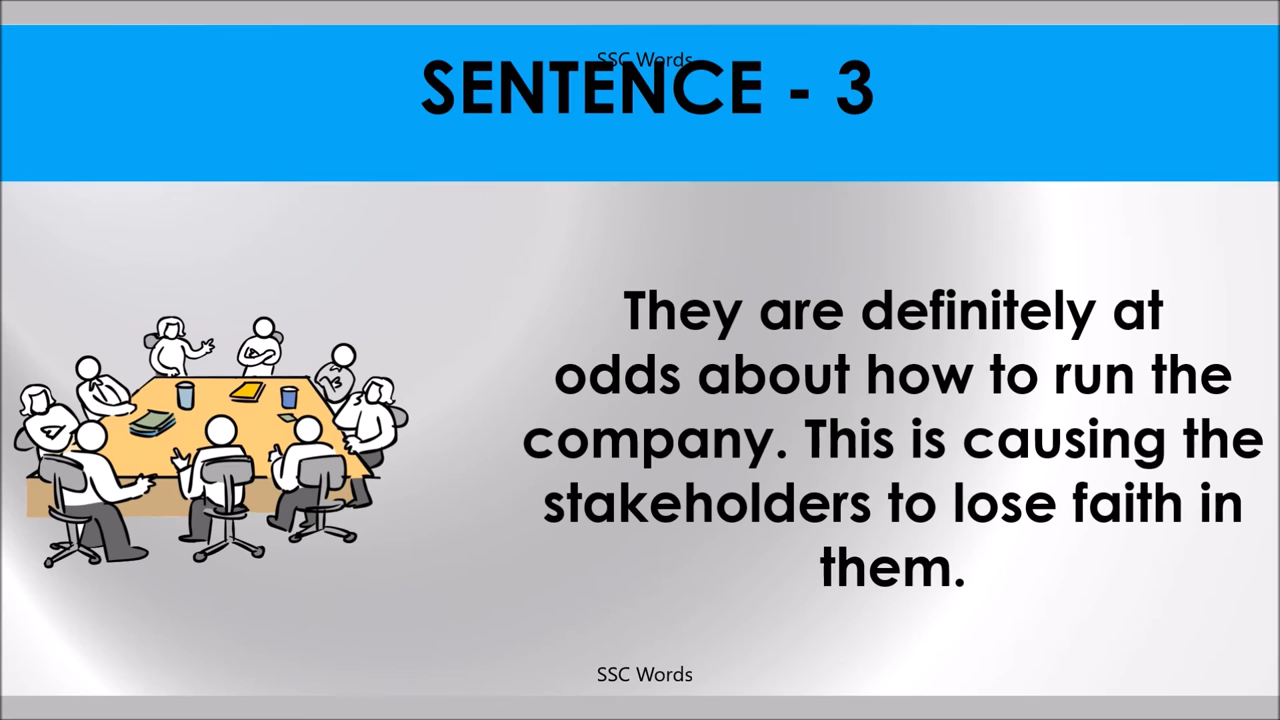 SSC Words
SENTENCE - 3
They are definitely at
odds about how to run the
company. This is causing the
stakeholders to lose faith in
them.
SSC Words